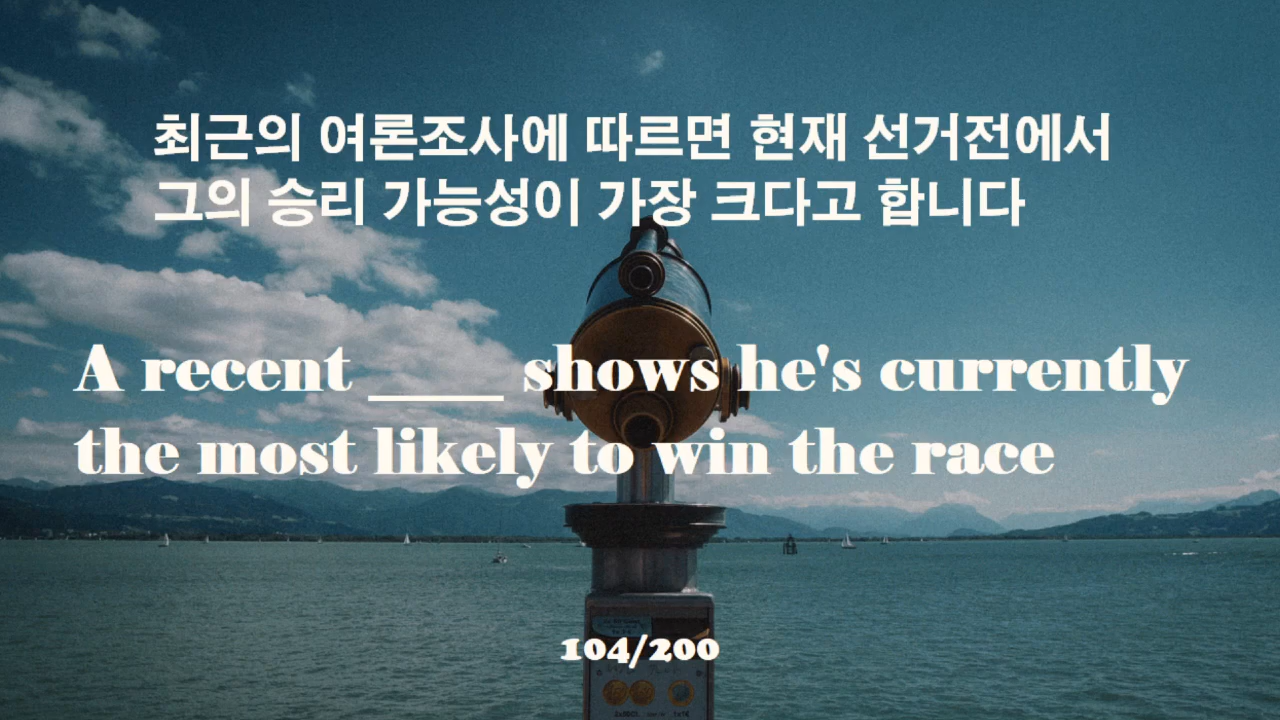 최근의 여론조사에 따르면 현재 선거전에서
그의 승리 가능성이 가장 크다고 합니다
A recent ____ shows he's currently
the most likely to win the race
104/200